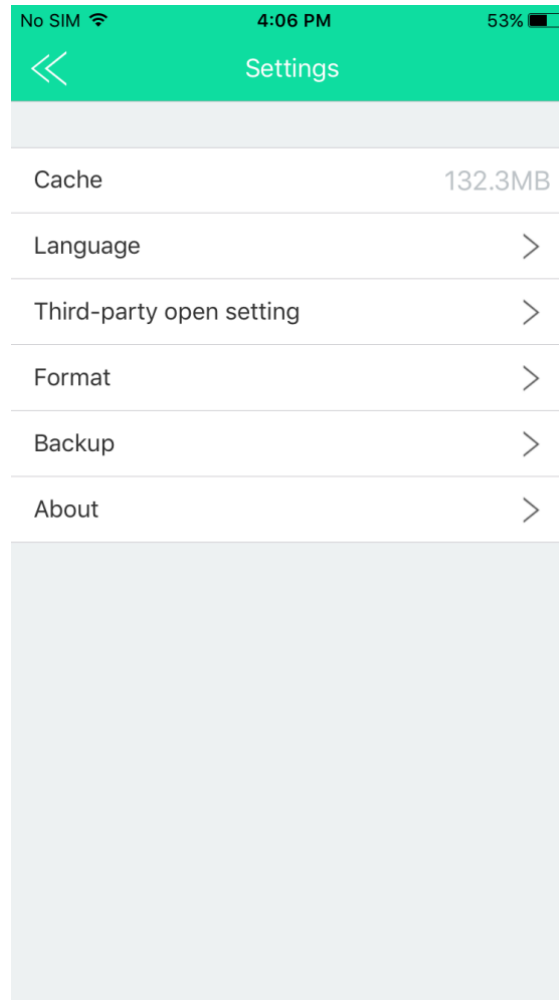 No SIM 4:06 PM 53%
Settings
Cache 132.3MB
Language
Third-party open setting
Format
Backup
About